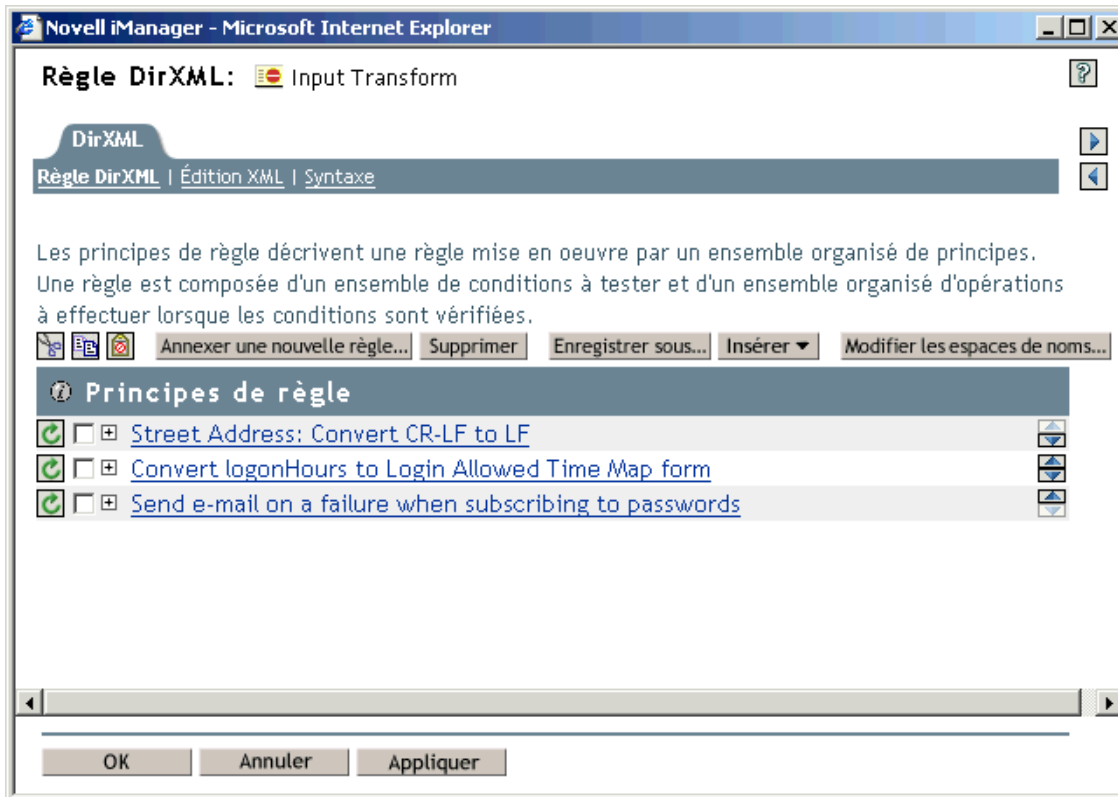 Novell iManager - Microsoft Internet Explorer
Règle DirXML: Input Transform
DirXML
Règle DirXML | Édition XML | Syntaxe
Les principes de règle décrivent une règle mise en oeuvre par un ensemble organisé de principes.
Une règle est composée d'un ensemble de conditions à tester et d'un ensemble organisé d'opérations
à effectuer lorsque les conditions sont vérifiées.
Annexer une nouvelle règle... Supprimer Enregistrer sous... Insérer Modifier les espaces de noms...
Principes de règle
Street Address: Convert CR-LF to LF
Convert logonHours to Login Allowed Time Map form
Send e-mail on a failure when subscribing to passwords
OK Annuler Appliquer